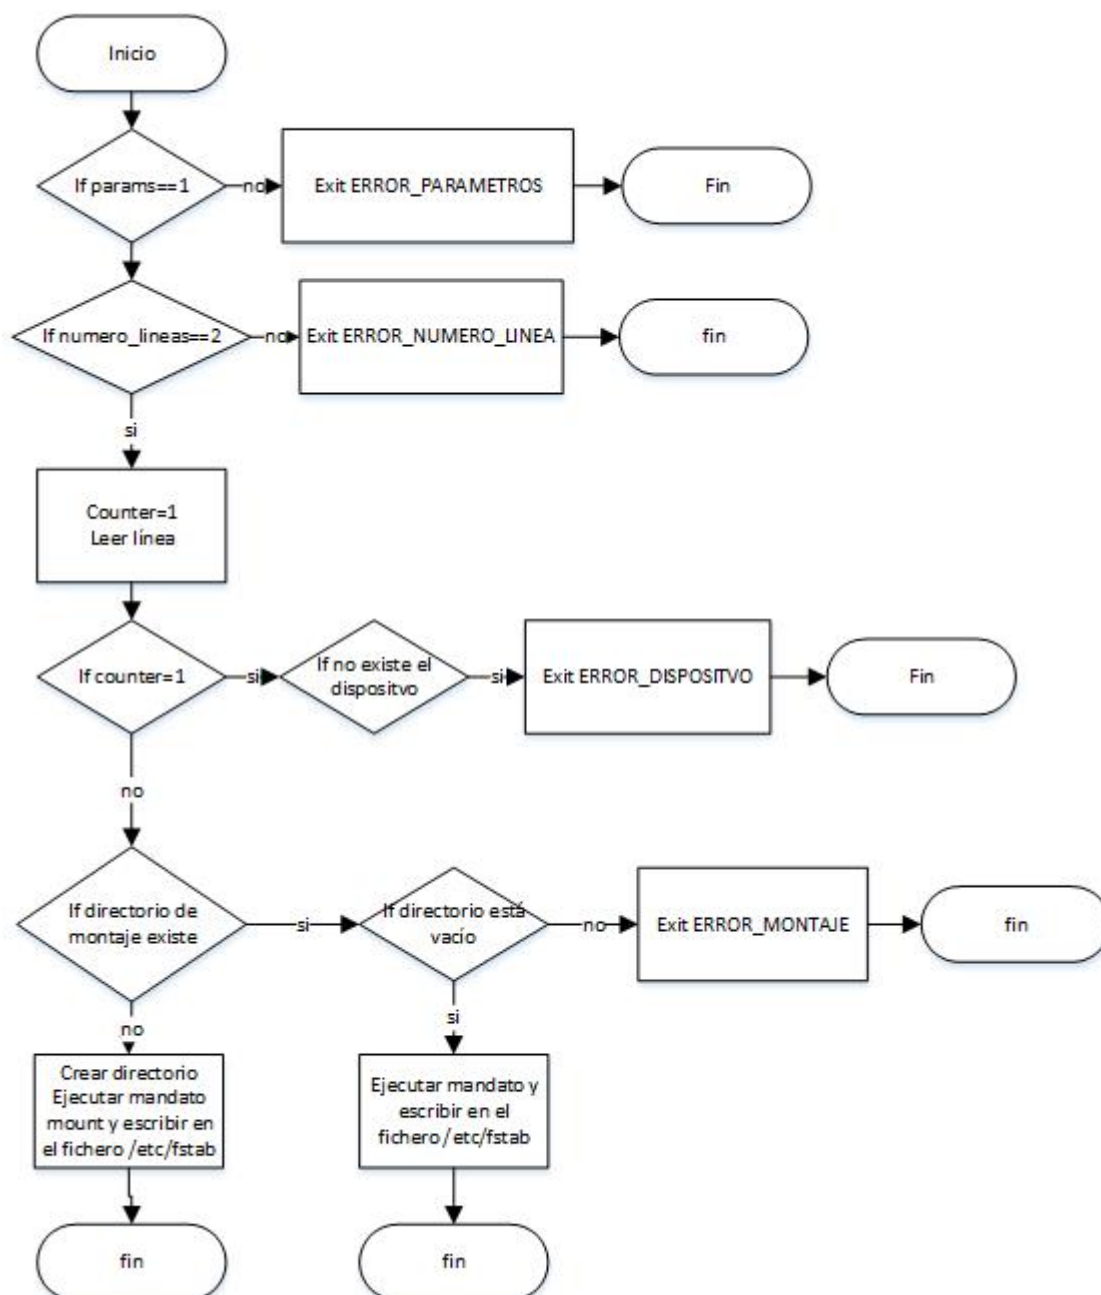 Inicio
If params==1
no
Exit ERROR_PARAMETROS
Fin
If numero_lineas==2
no
Exit ERROR_NUMERO_LINEA
fin
si
Counter=1
Leer línea
If counter=1
si
If no existe el
dispositvo
si
Exit ERROR_DISPOSITVO
Fin
no
If directorio de
montaje existe
si
If directorio está
vacío
no
Exit ERROR_MONTAJE
fin
no
si
Crear directorio
Ejecutar mandato
mount y escribir en
el fichero /etc/fstab
Ejecutar mandato y
escribir en el
fichero /etc/fstab
fin
fin